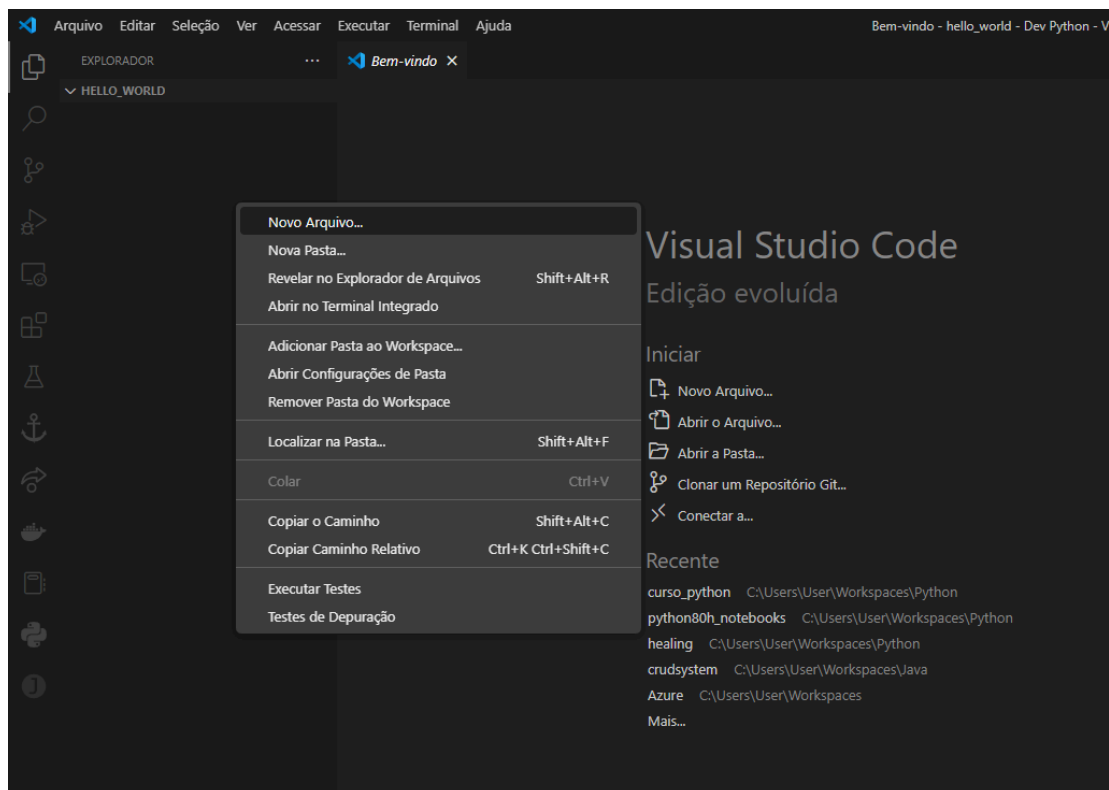 Arquivo Editar Seleção Ver Acessar Executar Terminal Ajuda Bem-vindo - hello_world - Dev Python - V
EXPLORADOR ··· Bem-vindo
HELLO_WORLD
Novo Arquivo...
Nova Pasta...
Revelar no Explorador de Arquivos Shift+Alt+R
Abrir no Terminal Integrado
Adicionar Pasta ao Workspace...
Abrir Configurações de Pasta
Remover Pasta do Workspace
Localizar na Pasta... Shift+Alt+F
Colar Ctrl+V
Copiar o Caminho Shift+Alt+C
Copiar Caminho Relativo Ctrl+K Ctrl+Shift+C
Executar Testes
Testes de Depuração
Visual Studio Code
Edição evoluída
Iniciar
Novo Arquivo...
Abrir o Arquivo...
Abrir a Pasta...
Clonar um Repositório Git...
Conectar a...
Recente
curso_python C:\Users\User\Workspaces\Python
python80h_notebooks C:\Users\User\Workspaces\Python
healing C:\Users\User\Workspaces\Python
crudsystem C:\Users\User\Workspaces\Java
Azure C:\Users\User\Workspaces
Mais...